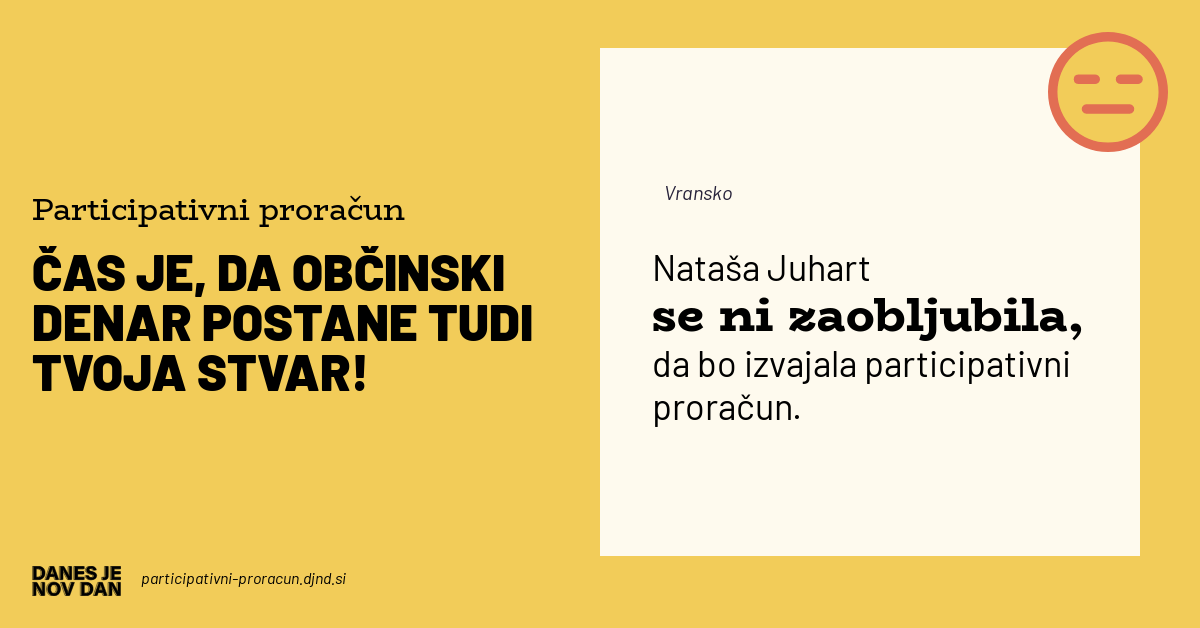 Participativni proračun
ČAS JE, DA OBČINSKI
DENAR POSTANE TUDI
TVOJA STVAR!
Vransko
Nataša Juhart
se ni zaobljubila,
da bo izvajala participativni
proračun.
DANES JE
NOV DAN
participativni-proracun.djnd.si